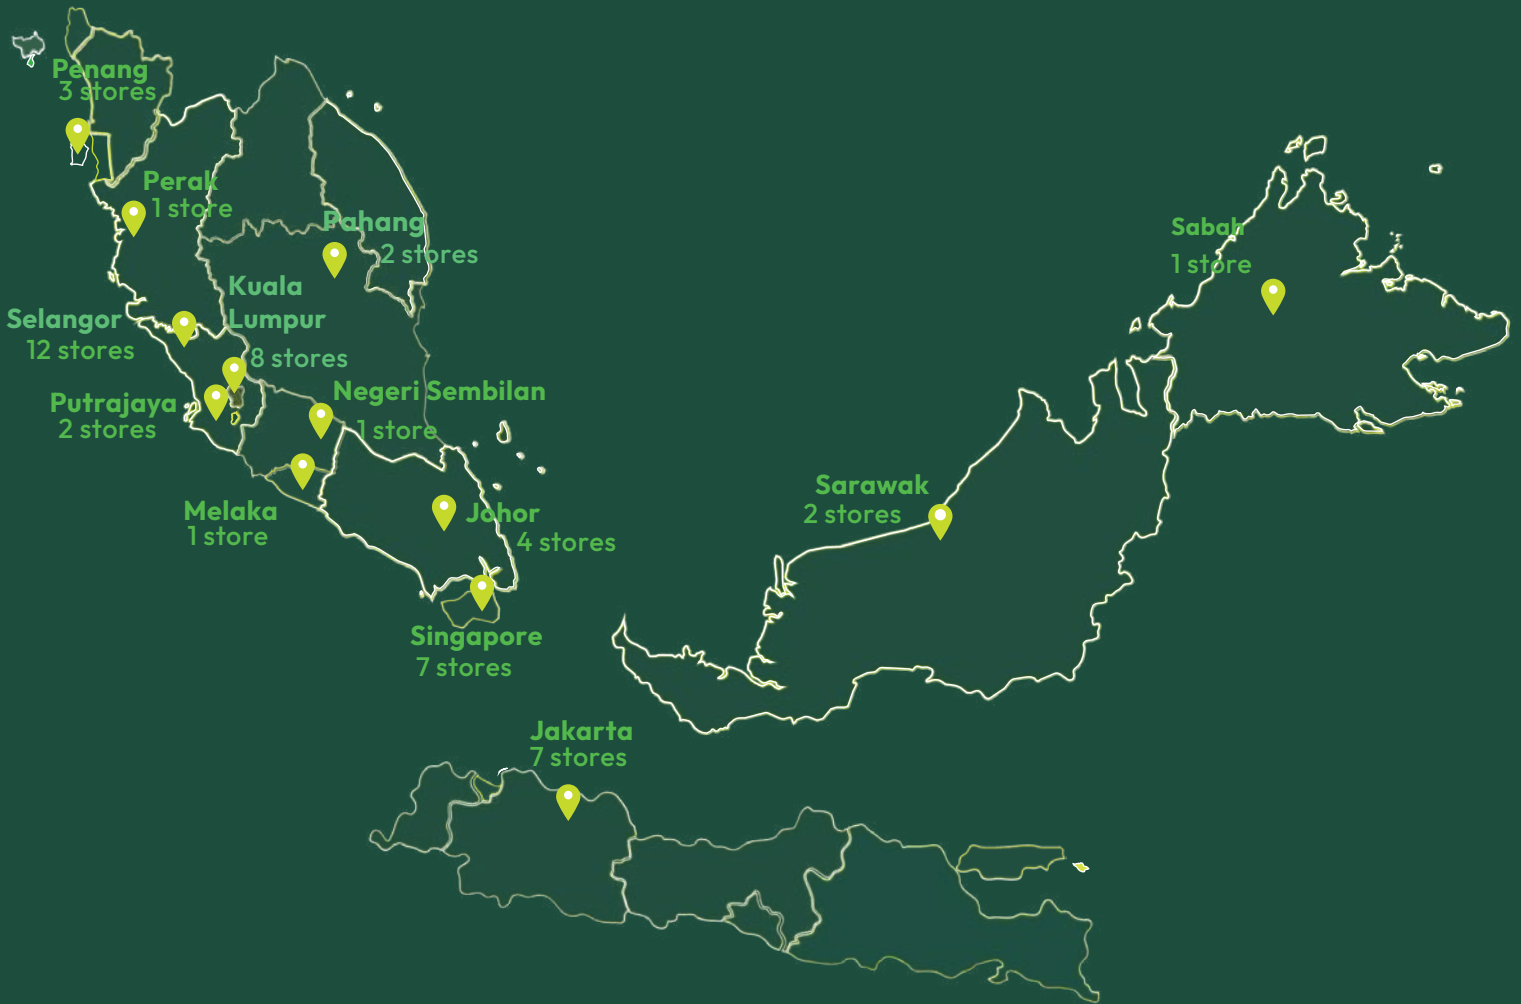 Penang
3 stores
Perak
1 store
Pahang
2 stores
Kuala
Lumpur
8 stores
Selangor
12 stores
Putrajaya
2 stores
Negeri Sembilan
1 store
Melaka
1 store
Johor
4 stores
Singapore
7 stores
Sabah
1 store
Sarawak
2 stores
Jakarta
7 stores